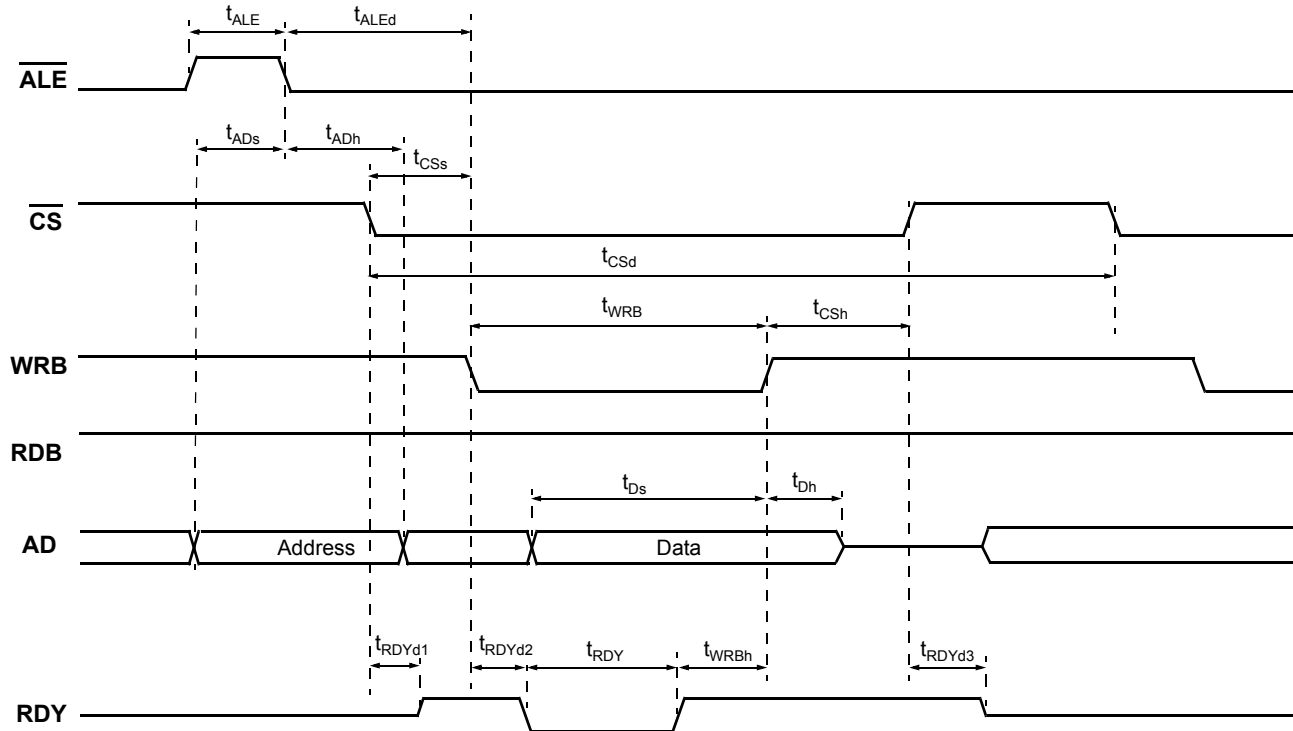 tALE tALEd
ALE
tADs tADh
tCSs
CS
tCSd
tWRB tCSh
WRB
RDB
tDs tDh
AD Address Data
tRDYd1 tRDYd2 tRDY tWRBh tRDYd3
RDY